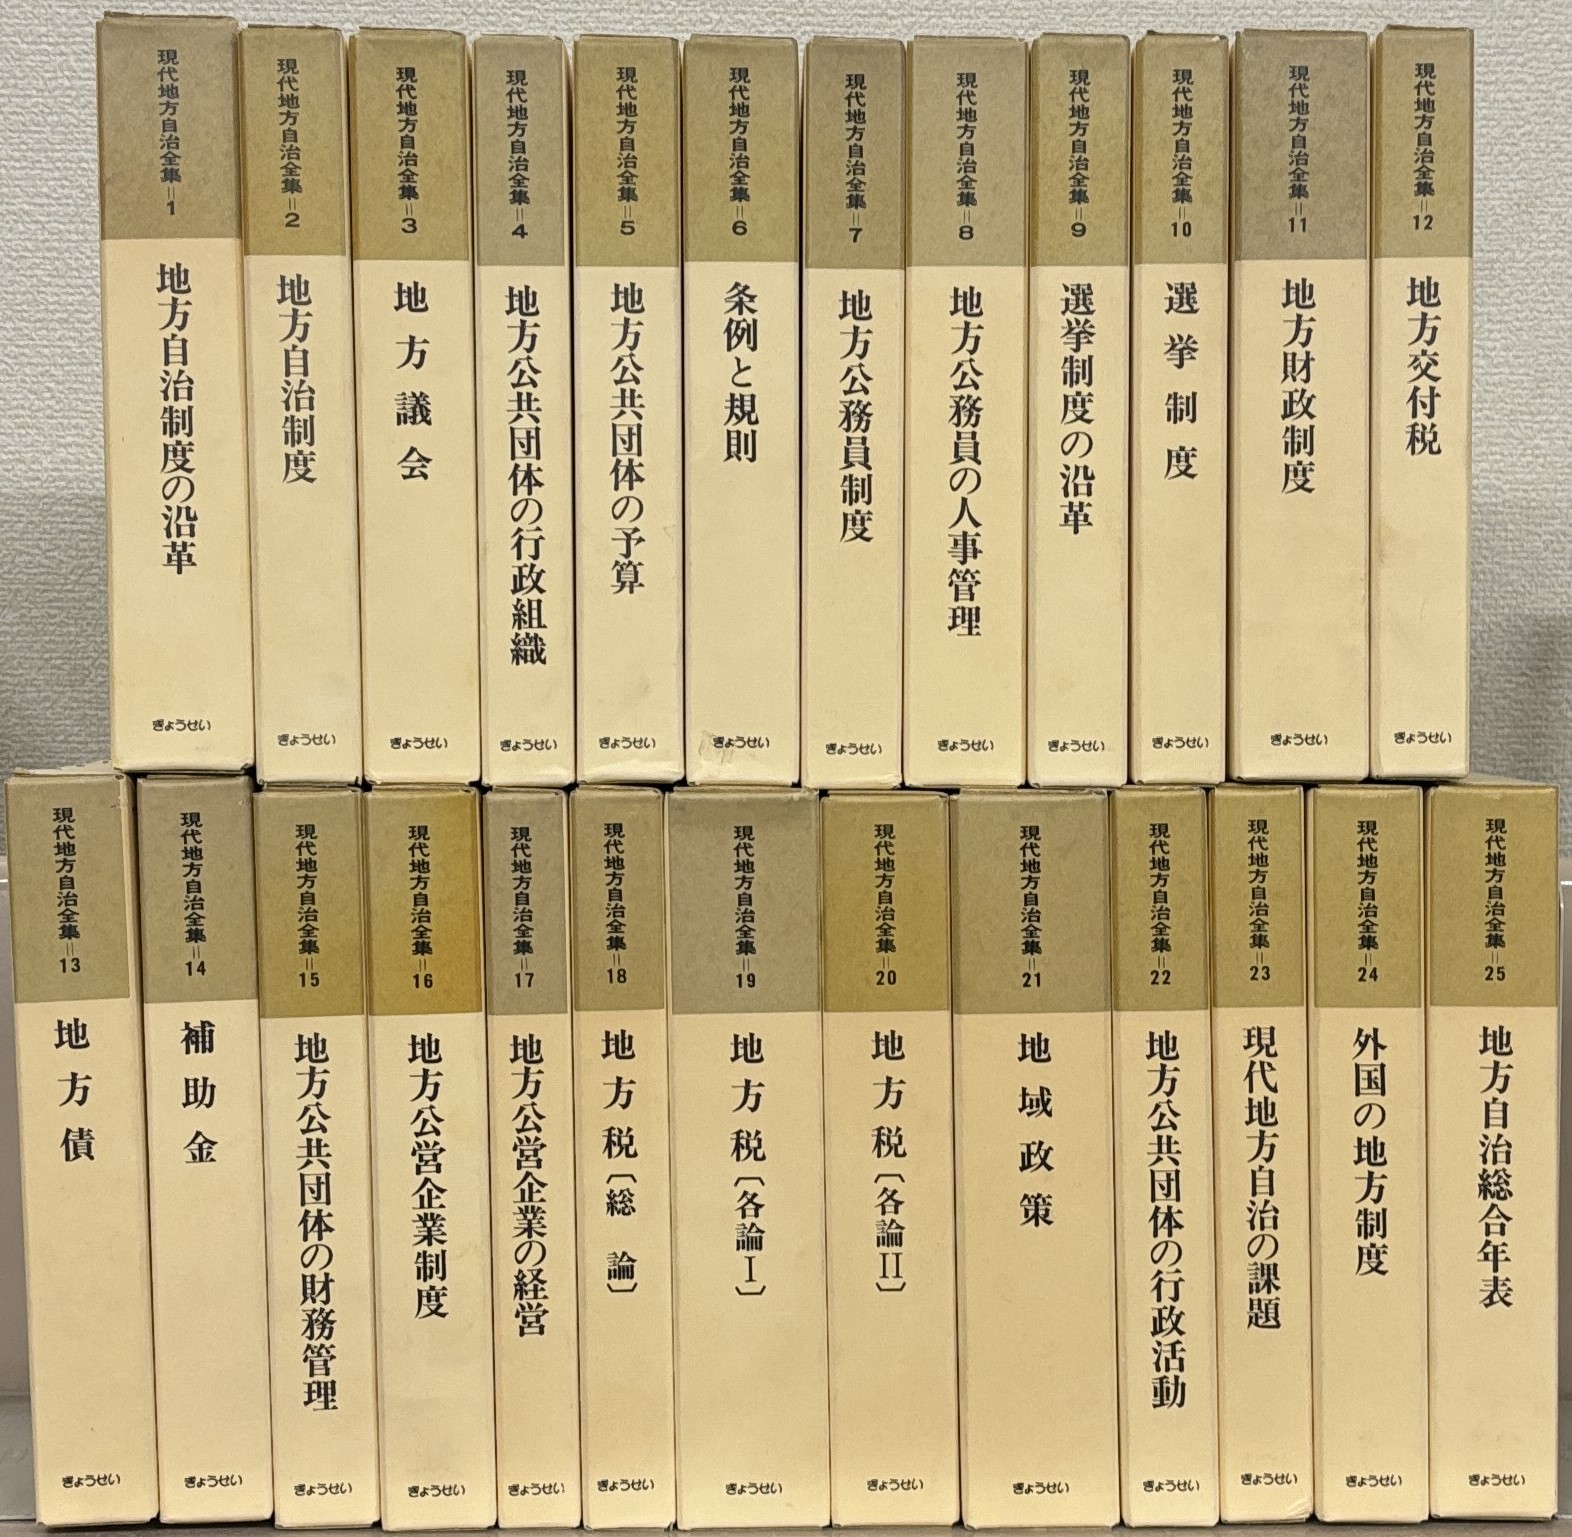 現代地方自治全集=1
地方自治制度の沿革
ぎょうせい
現代地方自治全集=2
地方自治制度
ぎょうせい
現代地方自治全集=3
地方議会
ぎょうせい
現代地方自治全集=4
地方公共団体の行政組織
ぎょうせい
現代地方自治全集=5
地方公共団体の予算
ぎょうせい
現代地方自治全集=6
条例と規則
ぎょうせい
現代地方自治全集=7
地方公務員制度
ぎょうせい
現代地方自治全集=8
地方公務員の人事管理
ぎょうせい
現代地方自治全集=9
選挙制度の沿革
ぎょうせい
現代地方自治全集=10
選挙制度
ぎょうせい
現代地方自治全集=11
地方財政制度
ぎょうせい
現代地方自治全集=12
地方交付税
ぎょうせい
現代地方自治全集=13
地方債
ぎょうせい
現代地方自治全集=14
補助金
ぎょうせい
現代地方自治全集=15
地方公共団体の財務管理
ぎょうせい
現代地方自治全集=16
地方公営企業制度
ぎょうせい
現代地方自治全集=17
地方公営企業の経営
ぎょうせい
現代地方自治全集=18
地方税〔総論〕
ぎょうせい
現代地方自治全集=19
地方税〔各論Ⅰ〕
ぎょうせい
現代地方自治全集=20
地方税〔各論Ⅱ〕
ぎょうせい
現代地方自治全集=21
地域政策
ぎょうせい
現代地方自治全集=22
地方公共団体の行政活動
ぎょうせい
現代地方自治全集=23
現代地方自治の課題
ぎょうせい
現代地方自治全集=24
外国の地方制度
ぎょうせい
現代地方自治全集=25
地方自治総合年表
ぎょうせい